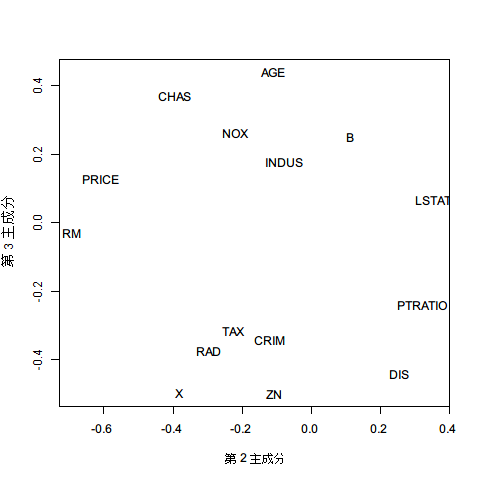 AGE
CHAS
NOX
B
INDUS
PRICE
LSTAT
RM
PTRATIO
TAX
CRIM
RAD
DIS
X
ZN
0.4
0.2
0.0
-0.2
-0.4
第 3 主成分
-0.6 -0.4 -0.2 0.0 0.2 0.4
第 2 主成分